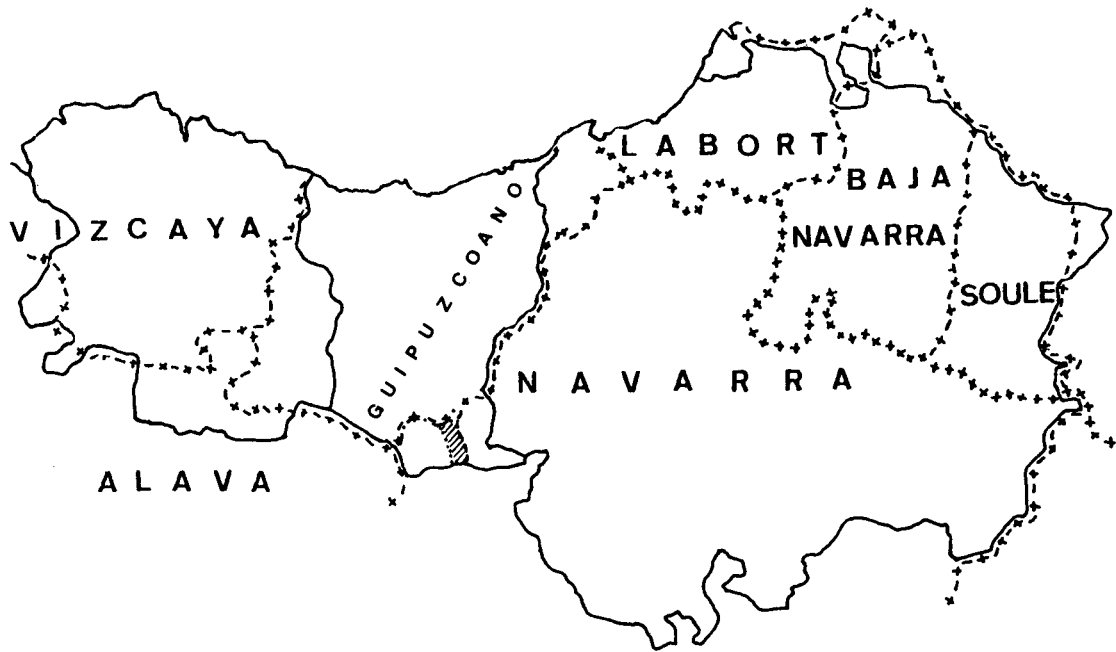 VIZCAYA
GUIPUZCOANO
LABORT
BAJA
NAVARRA
SOULE
NAVARRA
ALAVA